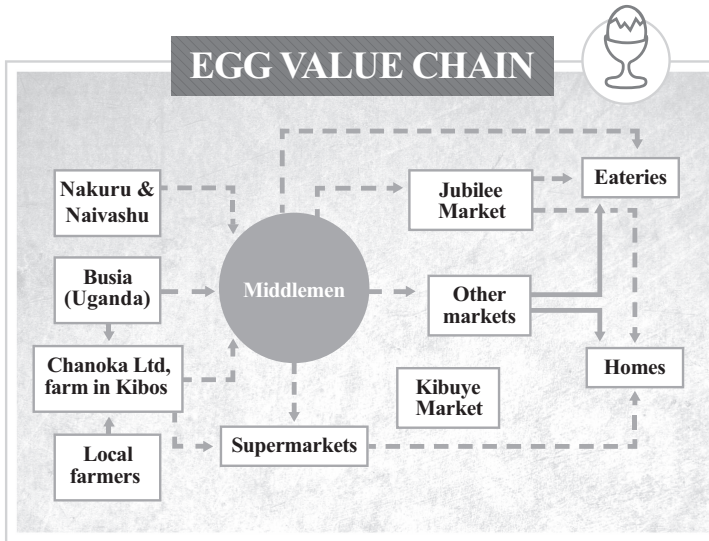 EGG VALUE CHAIN
Nakuru &
Naivashu
Jubilee
Market
Eateries
Busia
(Uganda)
Middlemen
Other
markets
Chanoka Ltd,
farm in Kibos
Kibuye
Market
Homes
Local
farmers
Supermarkets